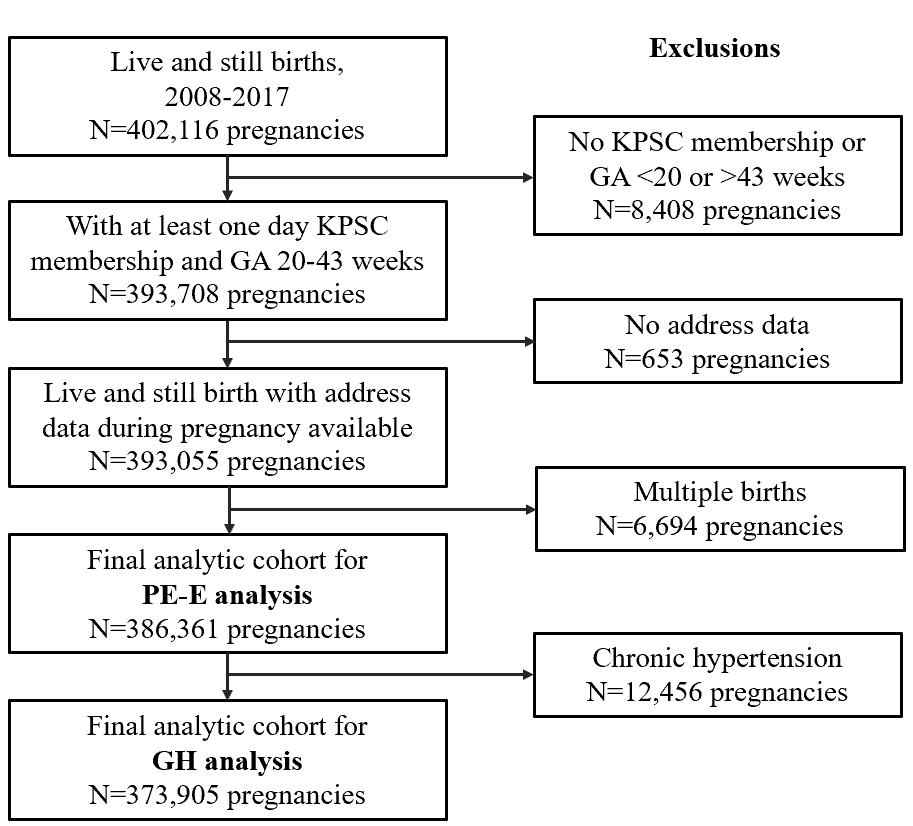 Exclusions
Live and still births,
2008-2017
N=402,116 pregnancies
No KPSC membership or
GA <20 or >43 weeks
N=8,408 pregnancies
With at least one day KPSC
membership and GA 20-43 weeks
N=393,708 pregnancies
No address data
N=653 pregnancies
Live and still birth with address
data during pregnancy available
N=393,055 pregnancies
Multiple births
N=6,694 pregnancies
Final analytic cohort for
PE-E analysis
N=386,361 pregnancies
Chronic hypertension
N=12,456 pregnancies
Final analytic cohort for
GH analysis
N=373,905 pregnancies